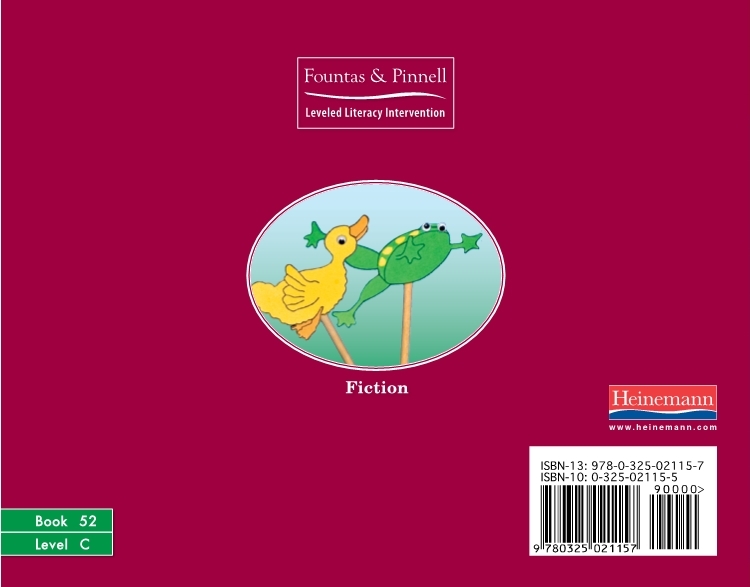 Fountas & Pinnell
Leveled Literacy Intervention
Fiction
Heinemann
www.heinemann.com
ISBN-13: 978-0-325-02115-7
ISBN-10: 0-325-02115-5
90000>
9 780325 021157
Book 52
Level C